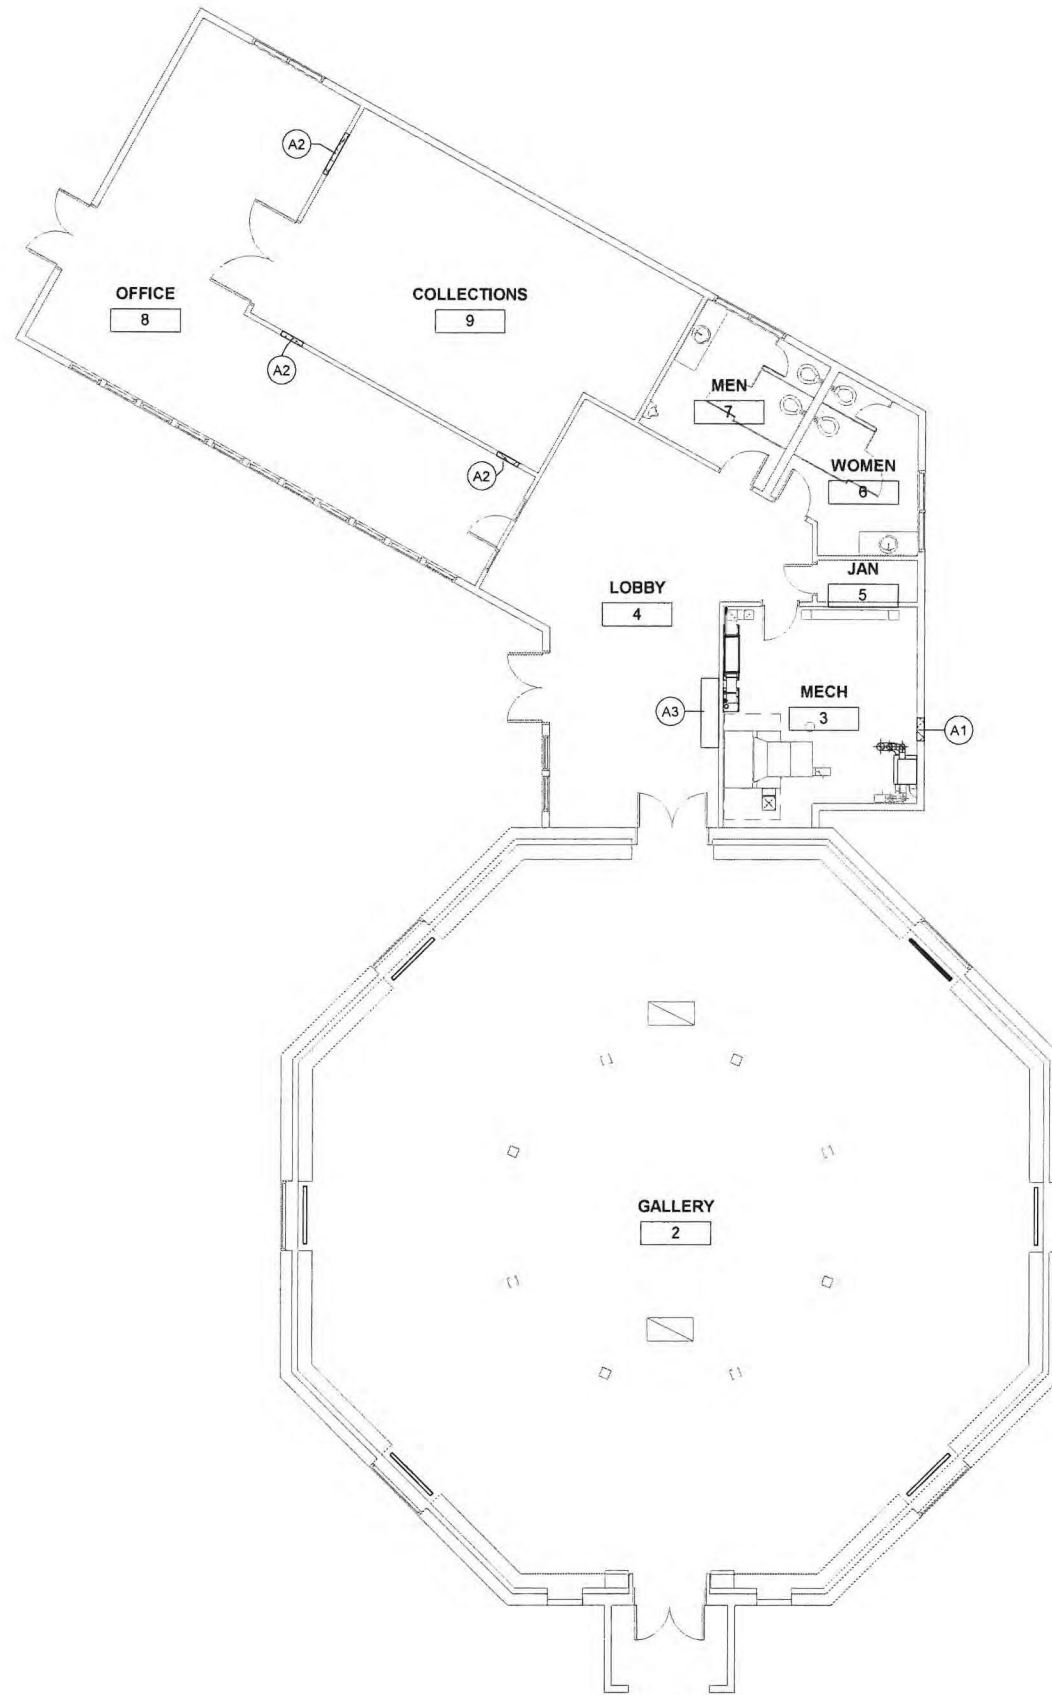 A2
OFFICE
8
COLLECTIONS
9
A2
MEN
7
A2
WOMEN
6
JAN
5
LOBBY
4
MECH
3
A3
A1
GALLERY
2